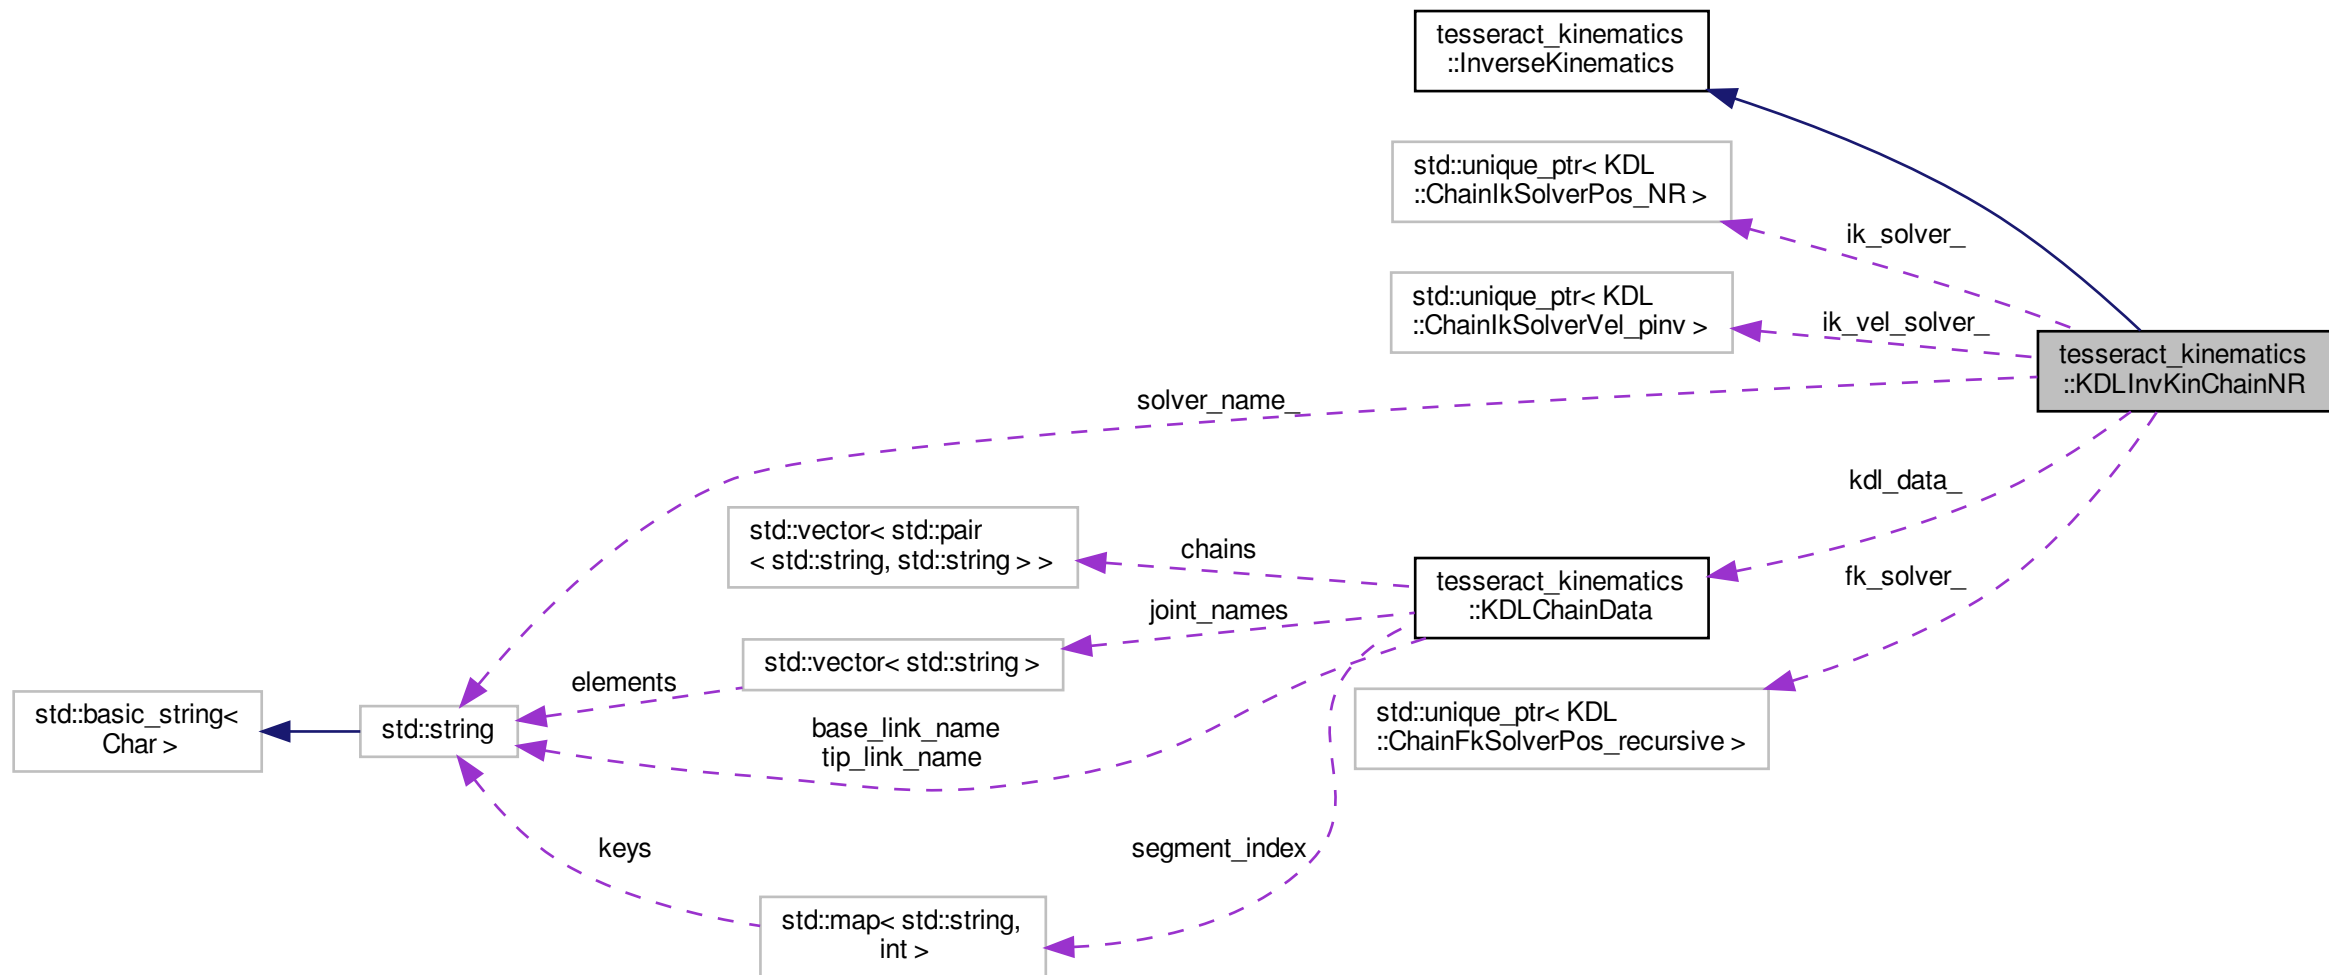 tesseract_kinematics
::InverseKinematics
std::unique_ptr< KDL
::ChainIkSolverPos_NR >
ik_solver_
std::unique_ptr< KDL
::ChainIkSolverVel_pinv >
ik_vel_solver_
tesseract_kinematics
::KDLInvKinChainNR
solver_name_
kdl_data_
std::vector< std::pair
< std::string, std::string > >
chains
tesseract_kinematics
::KDLChainData
fk_solver_
joint_names
std::vector< std::string >
elements
std::basic_string<
Char >
std::string
base_link_name
tip_link_name
std::unique_ptr< KDL
::ChainFkSolverPos_recursive >
keys
segment_index
std::map< std::string,
int >